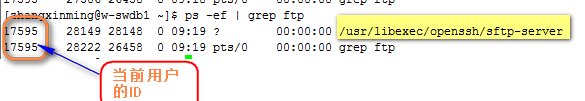 [zhongxinming@w-swdb1 ~]$ ps -ef | grep ftp
17595 28149 28148 0 09:19 ? 00:00:00 /usr/libexec/openssh/sftp-server
17595 28222 26458 0 09:19 pts/0 00:00:00 grep ftp
当前用户
的ID